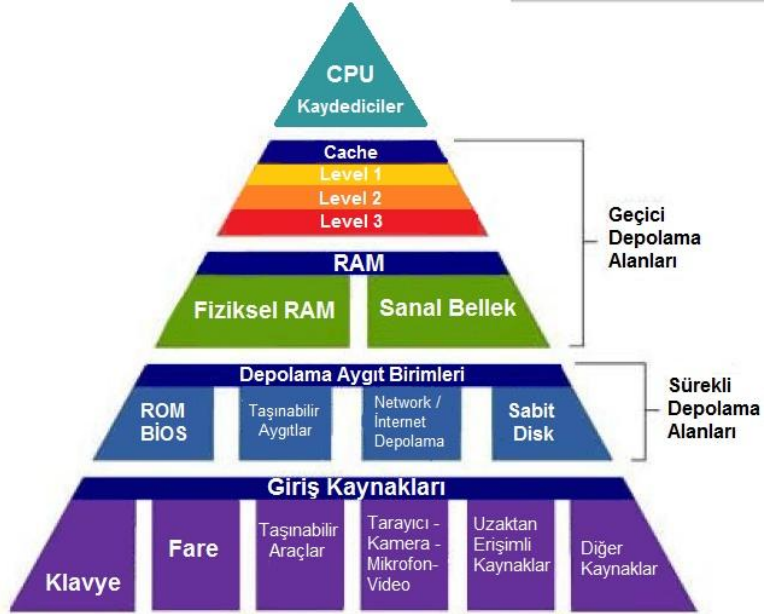 CPU
Kaydediciler
Cache
Level 1
Level 2
Level 3
Geçici
Depolama
Alanları
RAM
Fiziksel RAM
Sanal Bellek
Depolama Aygıt Birimleri
ROM
BİOS
Taşınabilir
Aygıtlar
Network /
İnternet
Depolama
Sabit
Disk
Sürekli
Depolama
Alanları
Giriş Kaynakları
Klavye
Fare
Taşınabilir
Araçlar
Tarayıcı -
Kamera -
Mikrofon-
Video
Uzaktan
Erişimli
Kaynaklar
Diğer
Kaynaklar